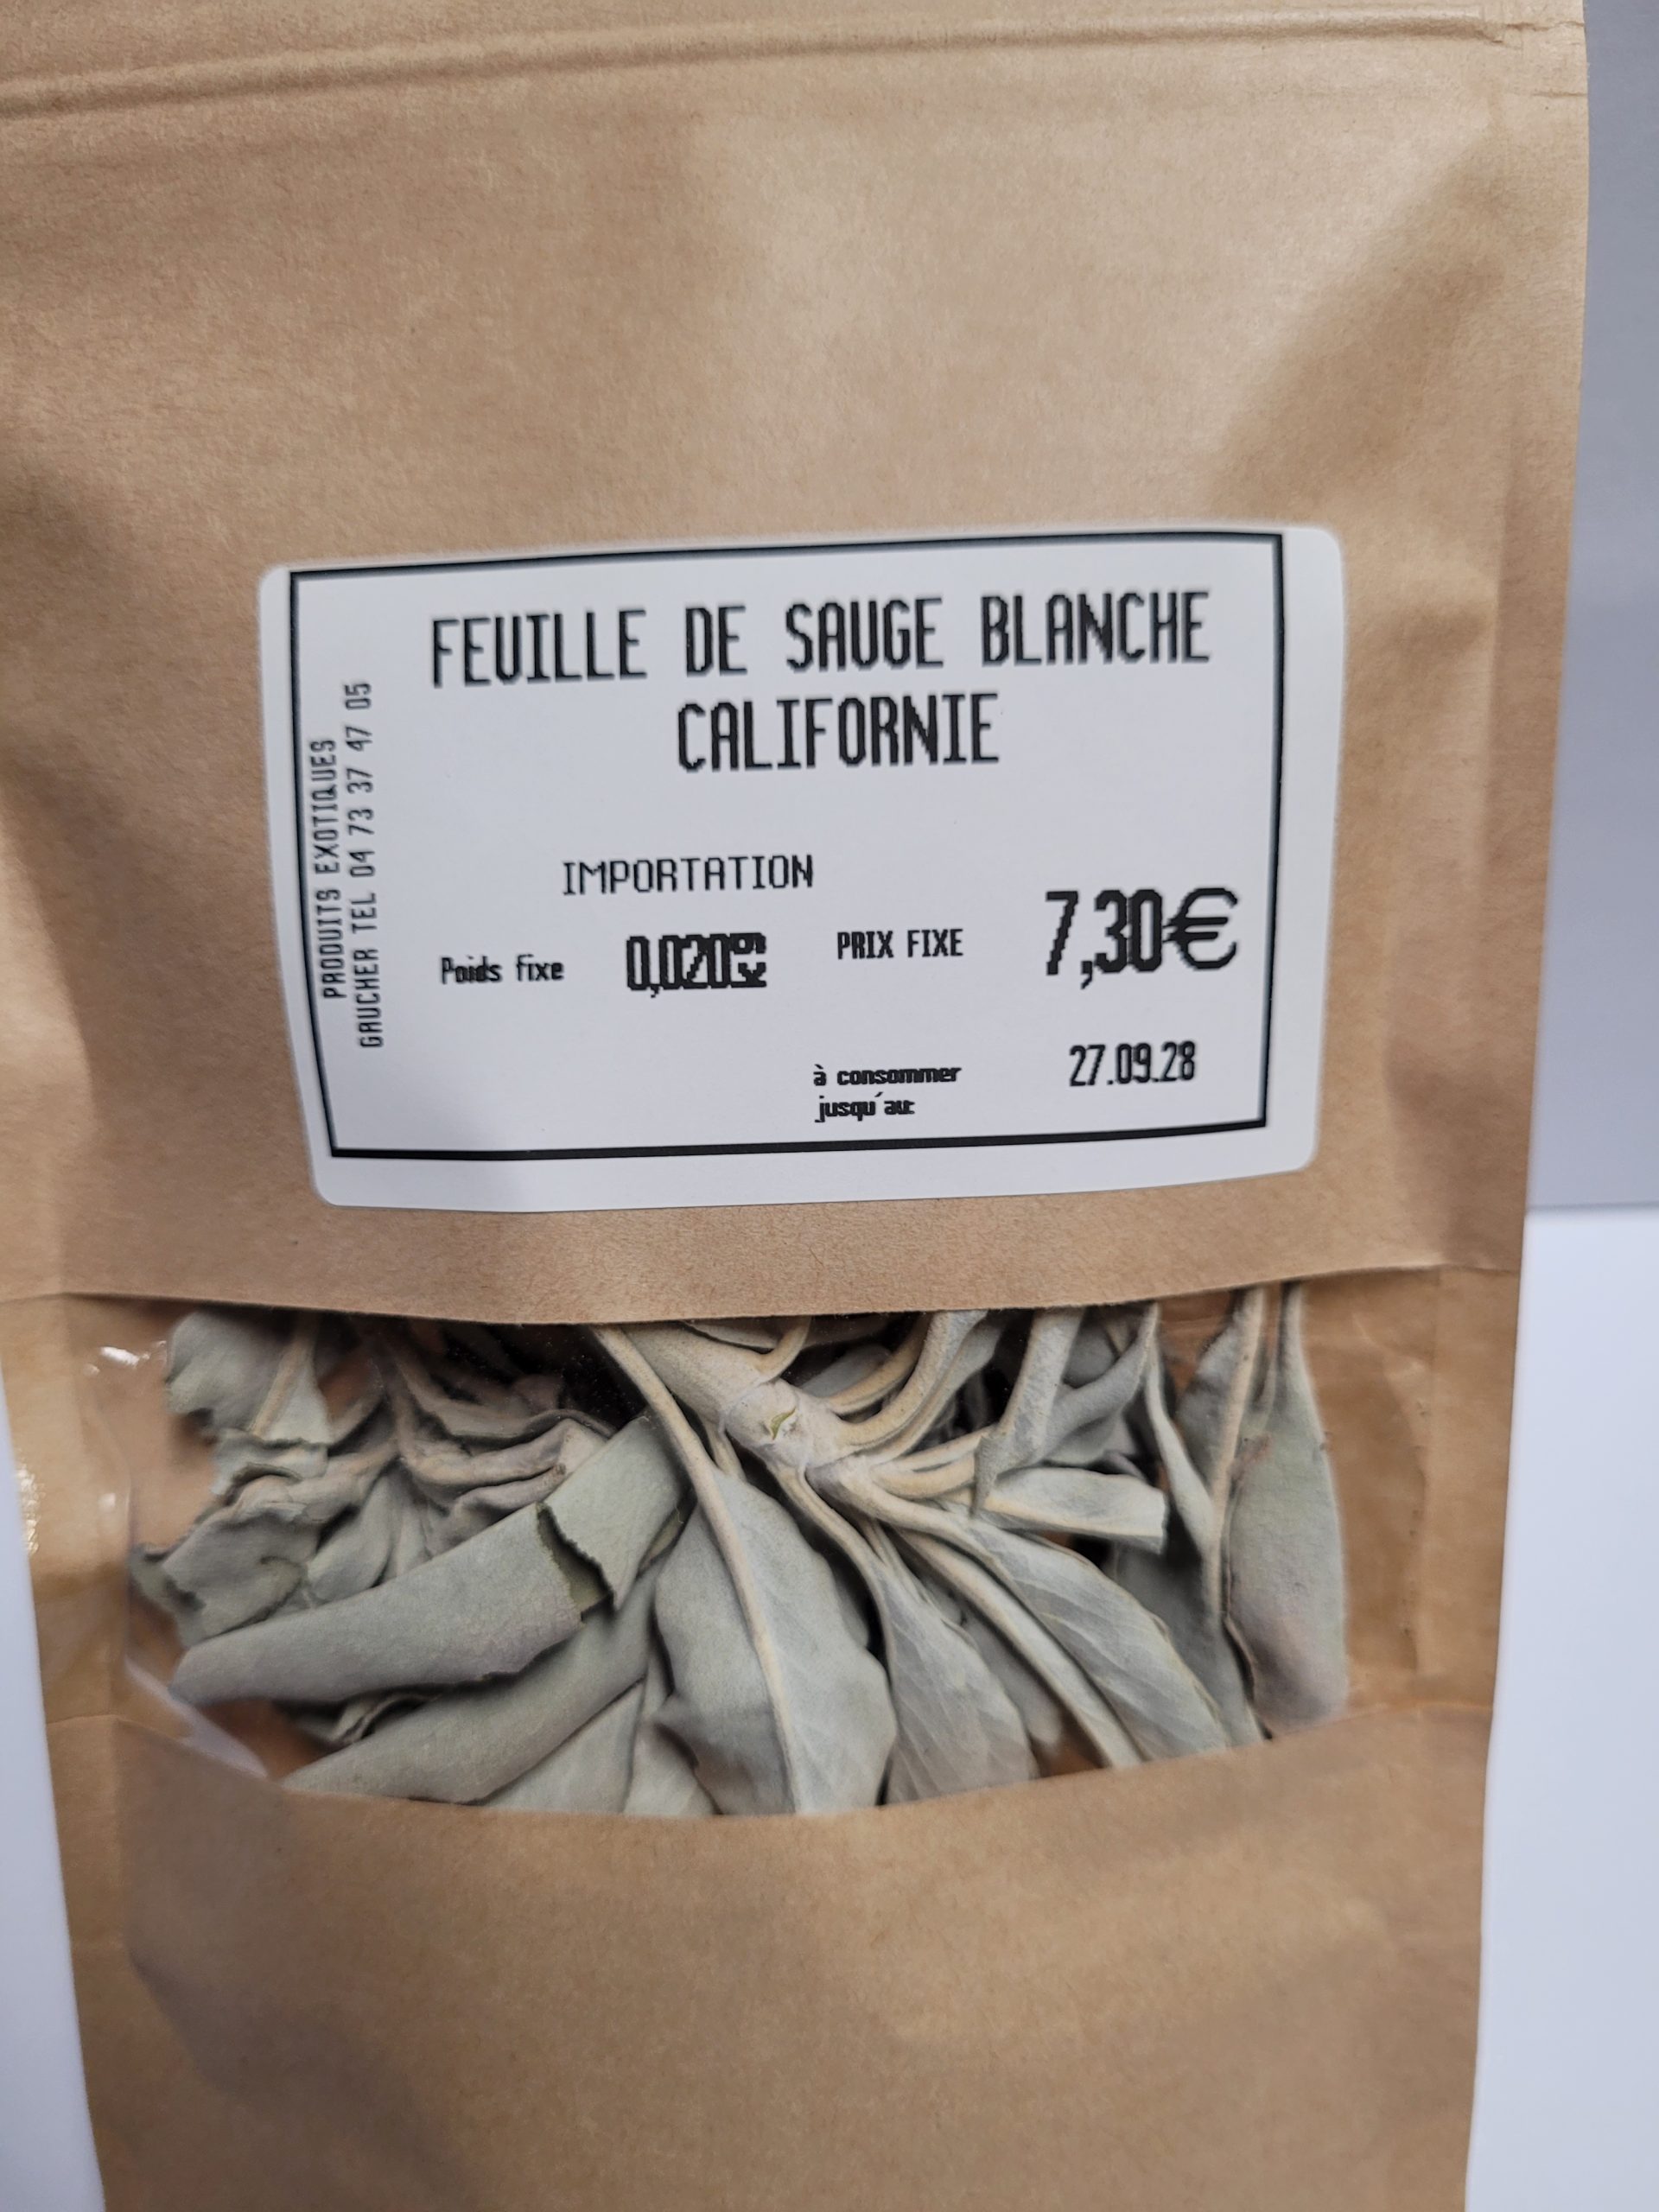 FEUILLE DE SAUGE BLANCHE
CALIFORNIE
PRODUITS EXOTIQUES
GAUCHER TEL 04 73 37 47 05
IMPORTATION
Poids fixe 0,020kg PRIX FIXE 7,30€
à consommer 27.09.28
jusqu'au: